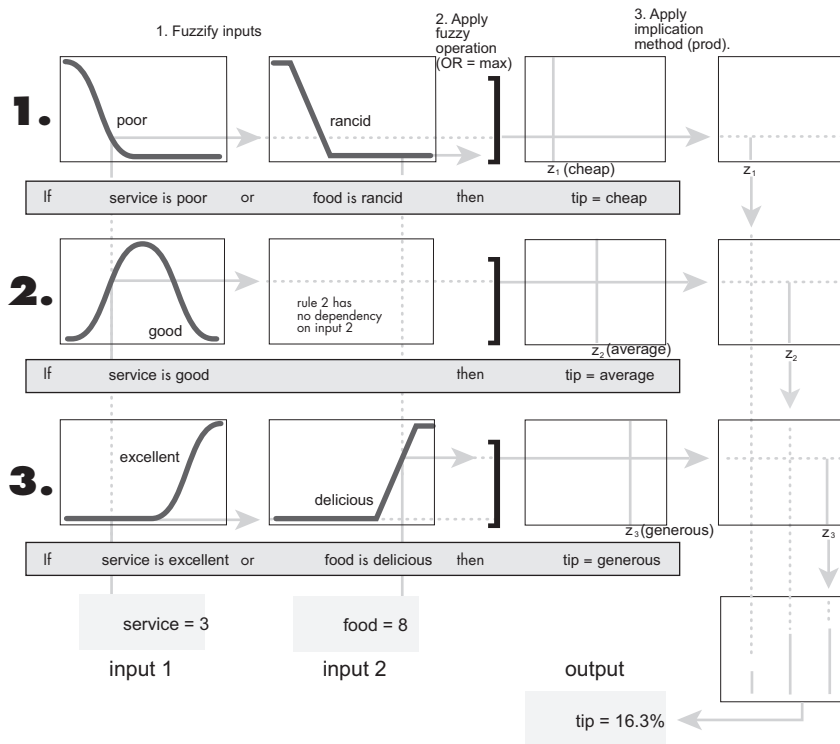 1. Fuzzify inputs
2. Apply
fuzzy
operation
(OR = max)
3. Apply
implication
method (prod).
1.
poor
rancid
z1 (cheap)
z1
If service is poor or food is rancid then tip = cheap
2.
good
rule 2 has
no dependency
on input 2
z2 (average)
z2
If service is good then tip = average
3.
excellent
delicious
z3 (generous)
z3
If service is excellent or food is delicious then tip = generous
service = 3
food = 8
input 1
input 2
output
tip = 16.3%